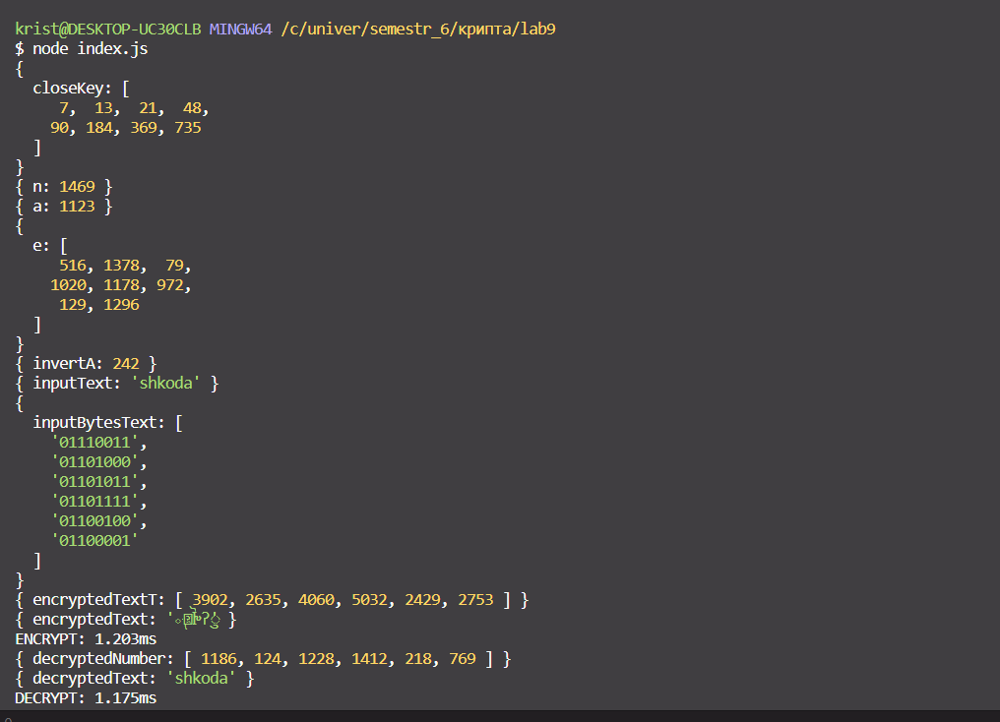 krist@DESKTOP-UC30CLB MINGW64 /c/univer/semestr_6/крипта/lab9
$ node index.js
{
  closeKey: [
     7,  13,  21,  48,
    90, 184, 369, 735
  ]
}
{ n: 1469 }
{ a: 1123 }
{
  e: [
     516, 1378,  79,
    1020, 1178, 972,
     129, 1296
  ]
}
{ invertA: 242 }
{ inputText: 'shkoda' }
{
  inputBytesText: [
    '01110011',
    '01101000',
    '01101011',
    '01101111',
    '01100100',
    '01100001'
  ]
}
{ encryptedTextT: [ 3902, 2635, 4060, 5032, 2429, 2753 ] }
{ encryptedText: ' }
ENCRYPT: 1.203ms
{ decryptedNumber: [ 1186, 124, 1228, 1412, 218, 769 ] }
{ decryptedText: 'shkoda' }
DECRYPT: 1.175ms